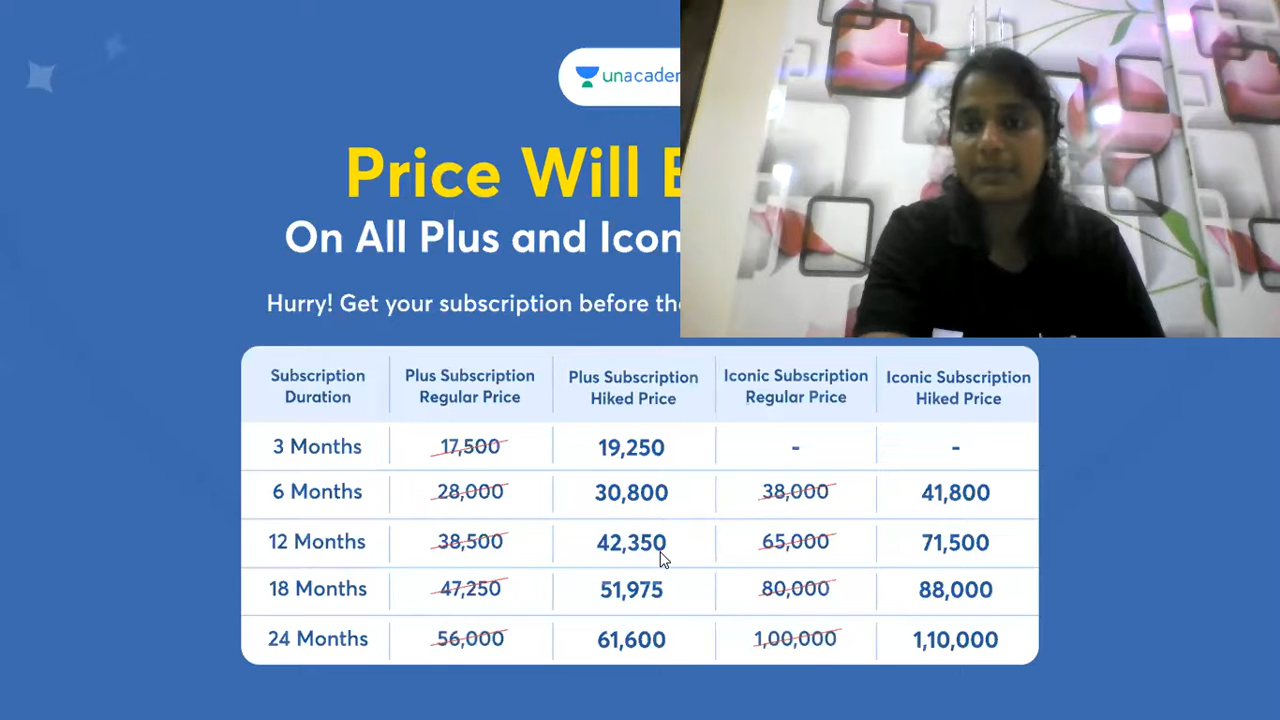 unacader
Price Will
On All Plus and Icon
Hurry! Get your subscription before
Subscription Duration
Plus Subscription Regular Price
Plus Subscription Hiked Price
Iconic Subscription Regular Price
Iconic Subscription Hiked Price
3 Months 17,500 19,250 - -
6 Months 28,000 30,800 38,000 41,800
12 Months 38,500 42,350 65,000 71,500
18 Months 47,250 51,975 80,000 88,000
24 Months 56,000 61,600 1,00,000 1,10,000